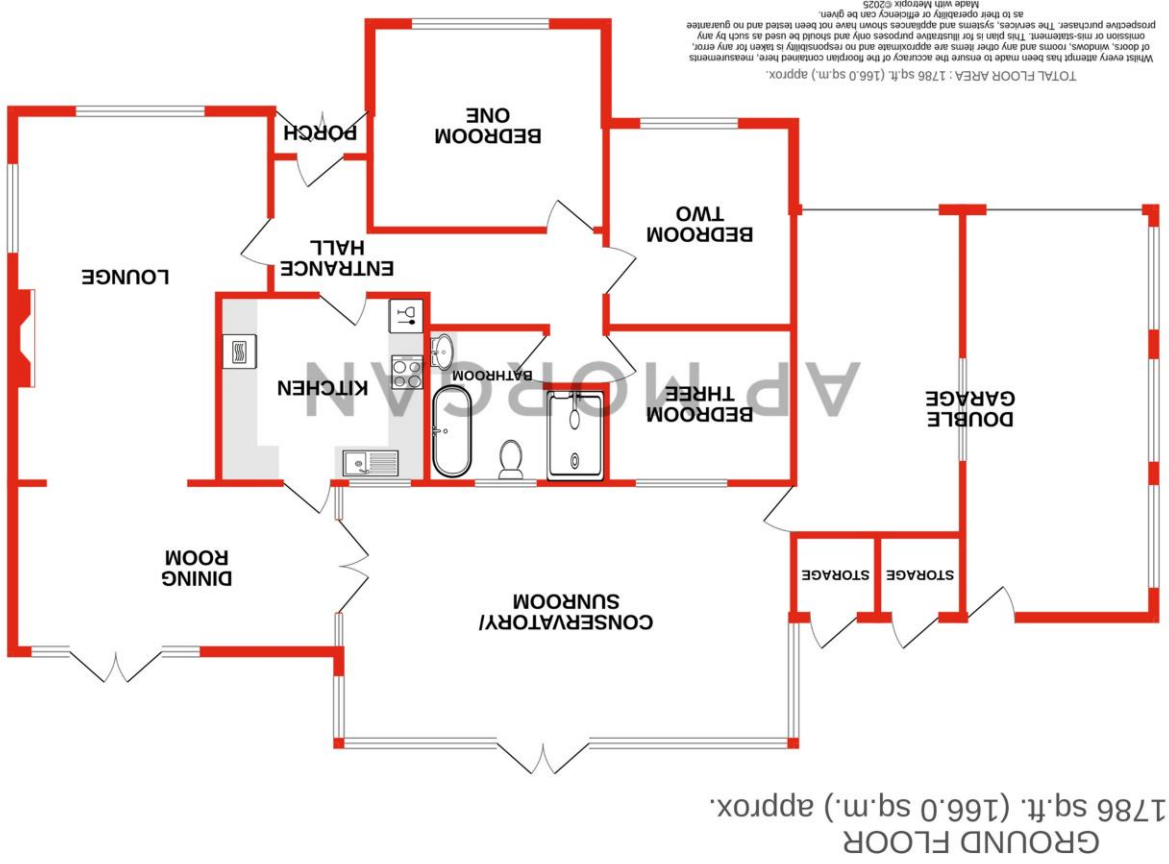 GROUND FLOOR
1786 sq.ft. (166.0 sq.m.) approx.
CONSERVATORY/
SUNROOM
STORAGE
STORAGE
DINING
ROOM
DOUBLE
GARAGE
BEDROOM
THREE
BATHROOM
KITCHEN
AP MORGAN
LOUNGE
ENTRANCE
HALL
BEDROOM
TWO
BEDROOM
ONE
PORCH
TOTAL FLOOR AREA : 1786 sq.ft. (166.0 sq.m.) approx.
Whilst every attempt has been made to ensure the accuracy of the floorplan contained here, measurements
of doors, windows, rooms and any other items are approximate and no responsibility is taken for any error,
omission or mis-statement. This plan is for illustrative purposes only and should be used as such by any
prospective purchaser. The services, systems and appliances shown have not been tested and no guarantee
as to their operability or efficiency can be given.
Made with Metropix ©2025